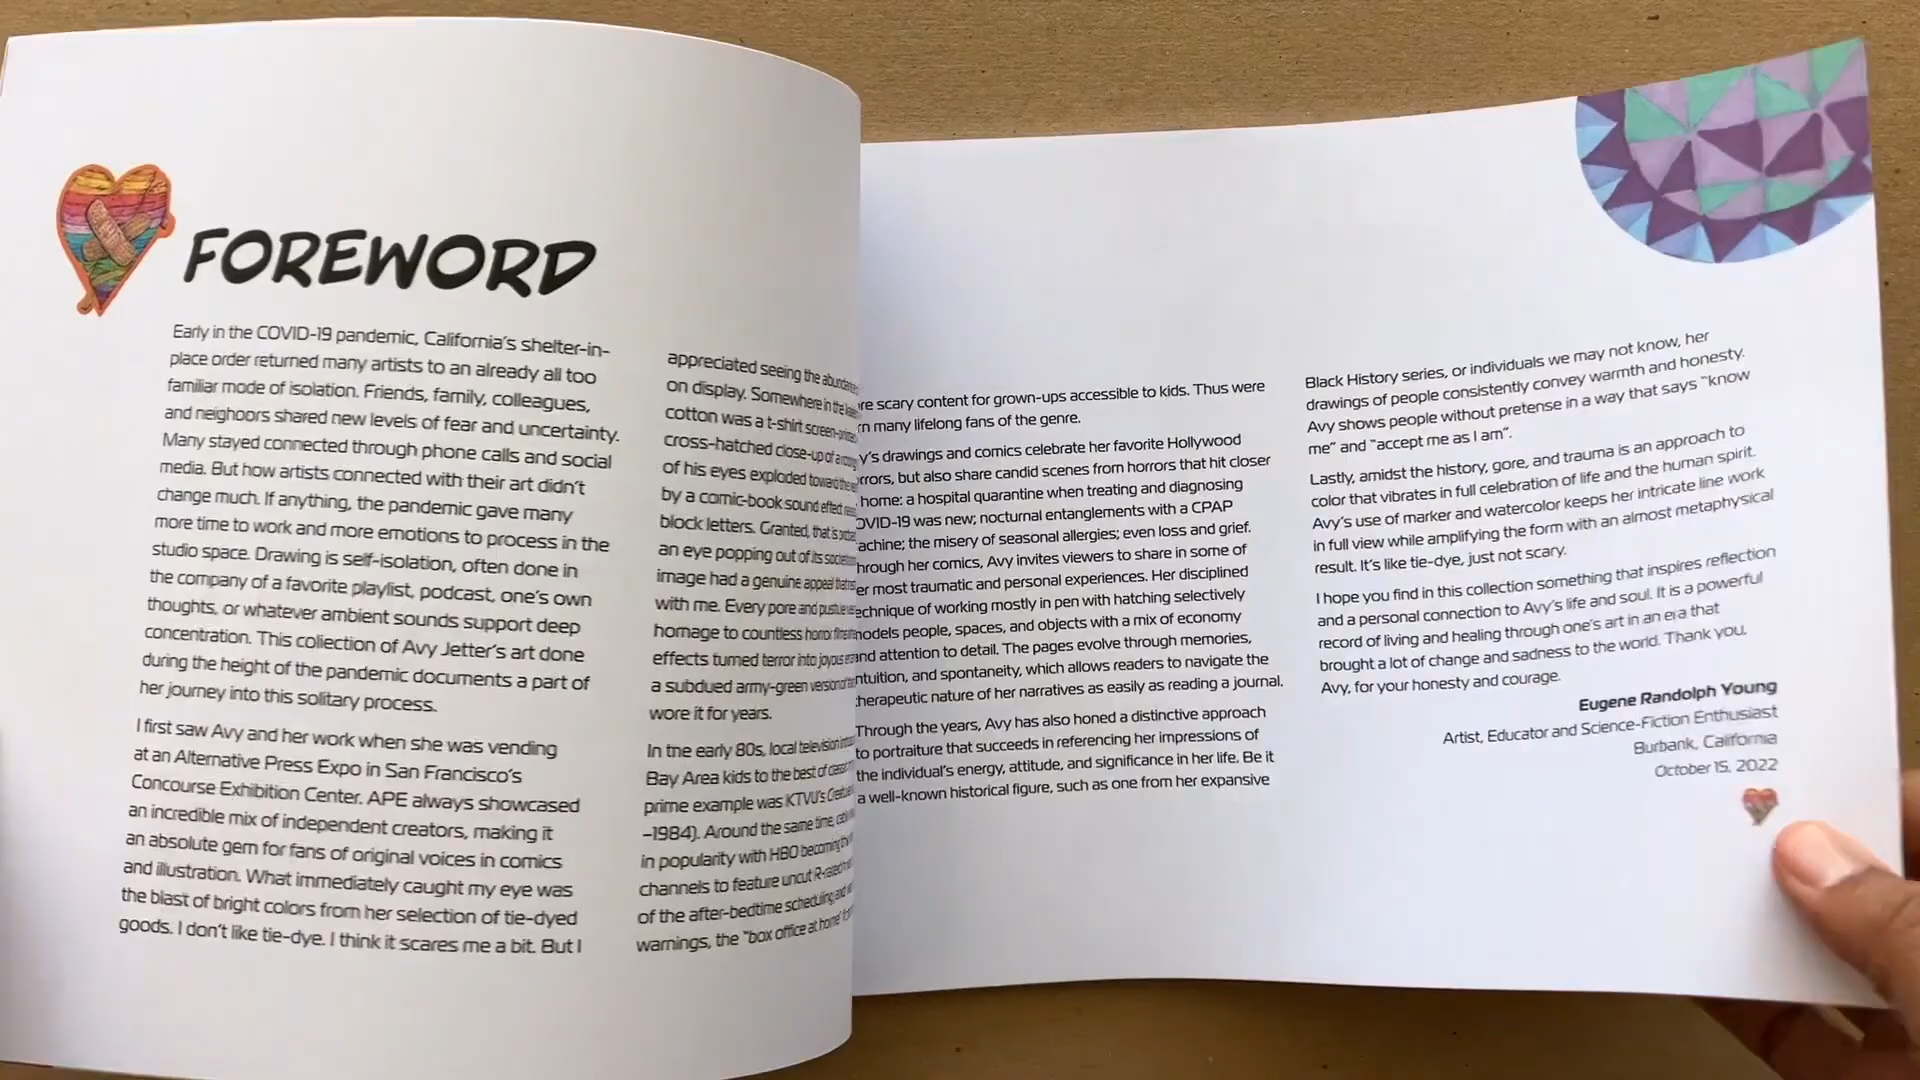 FOREWORD
Early in the COVID-19 pandemic, California's shelter-in-
place order returned many artists to an already all too
familiar mode of isolation. Friends, family, colleagues,
and neighoors shared new levels of fear and uncertainty.
Many stayed connected through phone calls and social
media. But how artists connected with their art didn't
change much. If anything, the pandemic gave many
more time to work and more emotions to process in the
studio space. Drawing is self-isolation, often done in
the company of a favorite playlist, podcast, one's own
thoughts, or whatever ambient sounds support deep
concentration. This collection of Avy Jetter's art done
during the height of the pandemic documents a part of
her journey into this solitary process.
I first saw Avy and her work when she was vending
at an Alternative Press Expo in San Francisco's
Concourse Exhibition Center. APE always showcased
an incredible mix of independent creators, making it
an absolute gem for fans of original voices in comics
and illustration. What immediately caught my eye was
the blast of bright colors from her selection of tie-dyed
goods. I don't like tie-dye. I think it scares me a bit. But I
appreciated seeing the
on display. Somewhere in the
cotton was a t-shirt
cross-hatched close-up of a
of his eyes exploded toward the
by a comic-book sound effect
block letters. Granted, that is
an eye popping out of its
image had a genuine appeal
with me. Every pore and pustule
homage to countless horror
effects turned terror into joyous
a subdued army-green version of
wore it for years.
In the early 80s, local television
Bay Area kids to the best of
prime example was KTVU's
–1984). Around the same time,
in popularity with HBO becoming
channels to feature uncut R-rated
of the after-bedtime scheduling and
warnings, the "box office at home"
scary content for grown-ups accessible to kids. Thus were
many lifelong fans of the genre.
drawings and comics celebrate her favorite Hollywood
but also share candid scenes from horrors that hit closer
home: a hospital quarantine when treating and diagnosing
OVID-19 was new; nocturnal entanglements with a CPAP
achine; the misery of seasonal allergies; even loss and grief.
hrough her comics, Avy invites viewers to share in some of
er most traumatic and personal experiences. Her disciplined
echnique of working mostly in pen with hatching selectively
models people, spaces, and objects with a mix of economy
and attention to detail. The pages evolve through memories,
ntuition, and spontaneity, which allows readers to navigate the
therapeutic nature of her narratives as easily as reading a journal.
Through the years, Avy has also honed a distinctive approach
to portraiture that succeeds in referencing her impressions of
the individual's energy, attitude, and significance in her life. Be it
a well-known historical figure, such as one from her expansive
Black History series, or individuals we may not know, her
drawings of people consistently convey warmth and honesty.
Avy shows people without pretense in a way that says "know
me" and "accept me as I am".
Lastly, amidst the history, gore, and trauma is an approach to
color that vibrates in full celebration of life and the human spirit.
Avy's use of marker and watercolor keeps her intricate line work
in full view while amplifying the form with an almost metaphysical
result. It's like tie-dye, just not scary.
I hope you find in this collection something that inspires reflection
and a personal connection to Avy's life and soul. It is a powerful
record of living and healing through one's art in an era that
brought a lot of change and sadness to the world. Thank you,
Avy, for your honesty and courage.
Eugene Randolph Young
Artist, Educator and Science-Fiction Enthusiast
Burbank, California
October 15, 2022